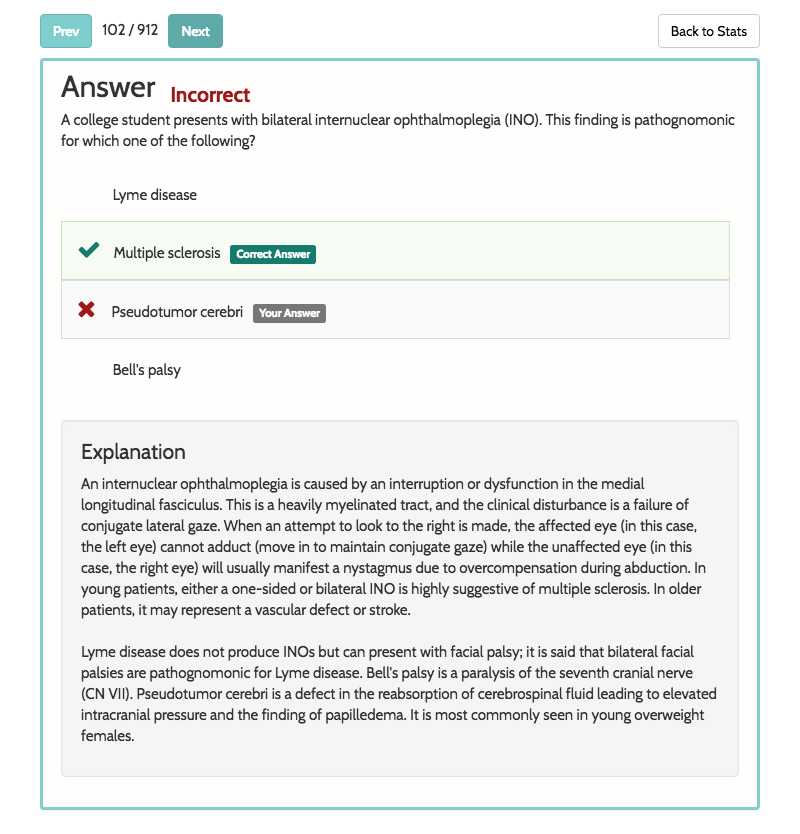 Prev 102 / 912 Next Back to Stats
Answer Incorrect
A college student presents with bilateral internuclear ophthalmoplegia (INO). This finding is pathognomonic
for which one of the following?
Lyme disease
Multiple sclerosis Correct Answer
Pseudotumor cerebri Your Answer
Bell's palsy
Explanation
An internuclear ophthalmoplegia is caused by an interruption or dysfunction in the medial
longitudinal fasciculus. This is a heavily myelinated tract, and the clinical disturbance is a failure of
conjugate lateral gaze. When an attempt to look to the right is made, the affected eye (in this case,
the left eye) cannot adduct (move in to maintain conjugate gaze) while the unaffected eye (in this
case, the right eye) will usually manifest a nystagmus due to overcompensation during abduction. In
young patients, either a one-sided or bilateral INO is highly suggestive of multiple sclerosis. In older
patients, it may represent a vascular defect or stroke.
Lyme disease does not produce INOs but can present with facial palsy; it is said that bilateral facial
palsies are pathognomonic for Lyme disease. Bell's palsy is a paralysis of the seventh cranial nerve
(CN VII). Pseudotumor cerebri is a defect in the reabsorption of cerebrospinal fluid leading to elevated
intracranial pressure and the finding of papilledema. It is most commonly seen in young overweight
females.